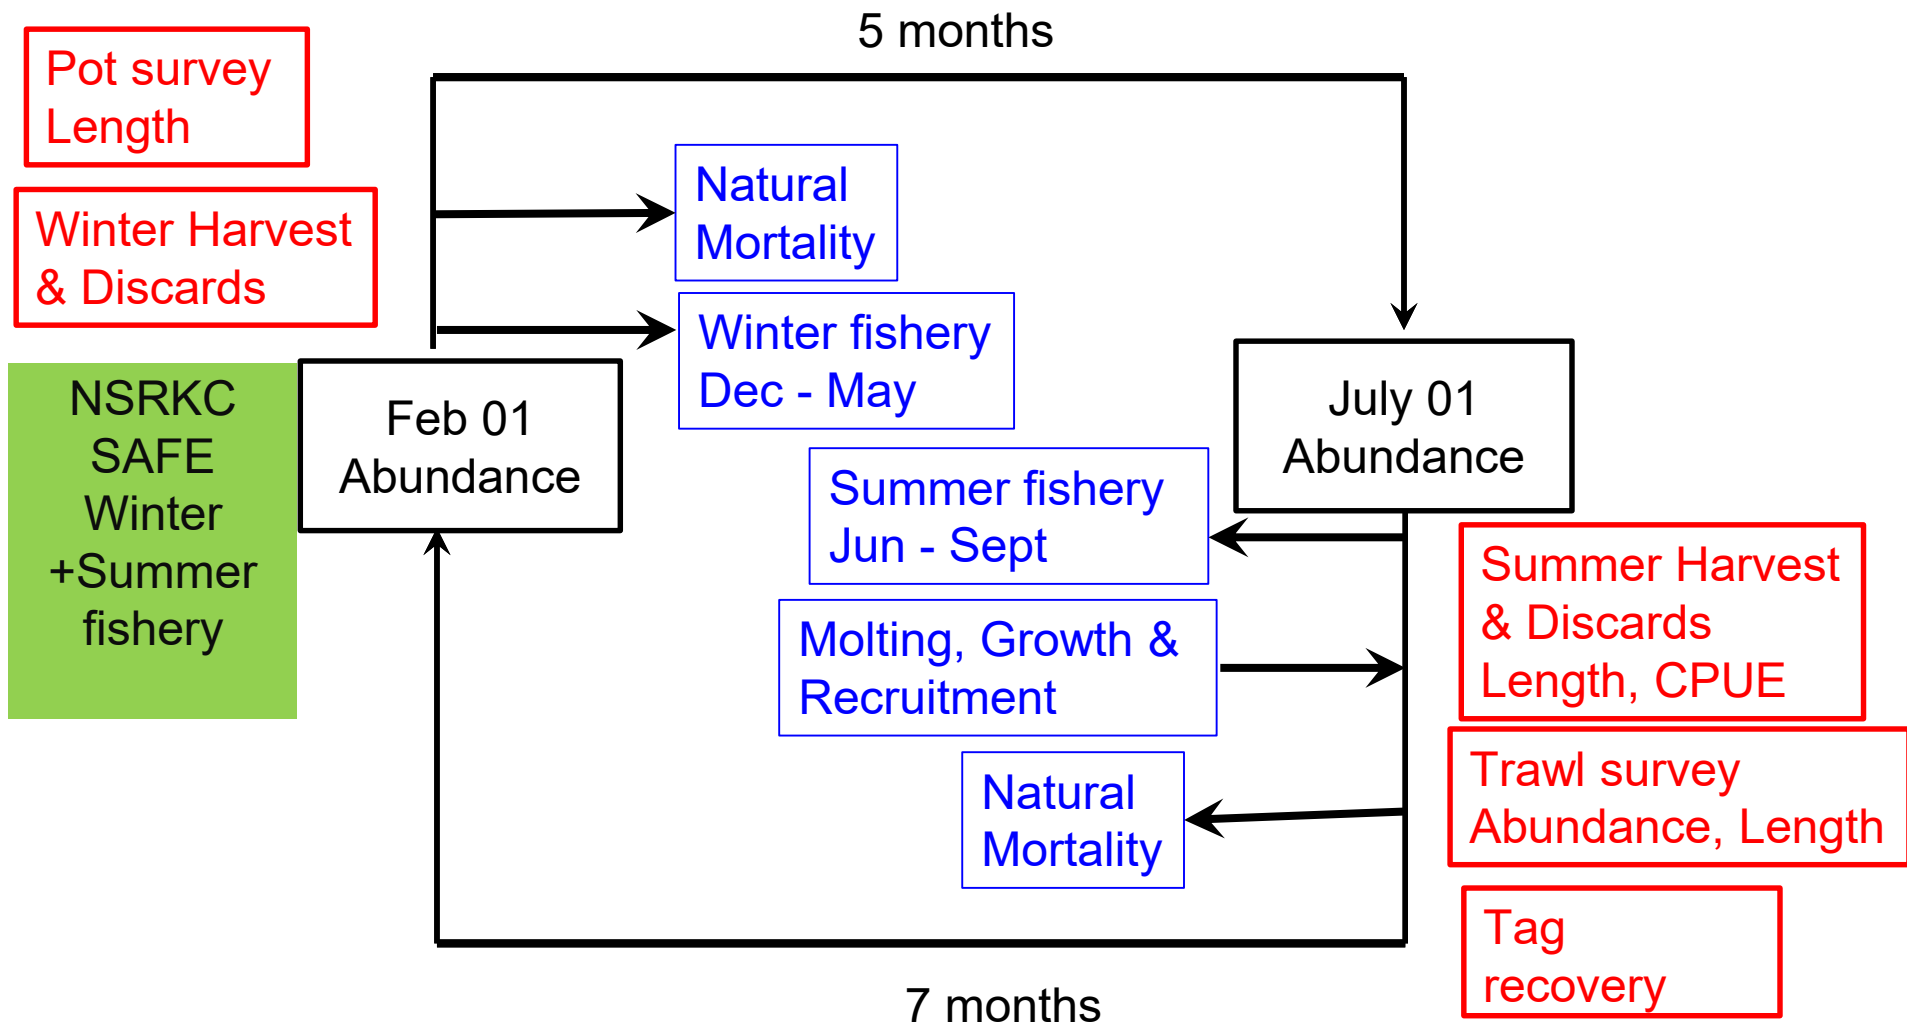 5 months
Pot survey
Length
Winter Harvest
& Discards
Natural
Mortality
Winter fishery
Dec - May
NSRKC
SAFE
Winter
+Summer
fishery
Feb 01
Abundance
July 01
Abundance
Summer fishery
Jun - Sept
Molting, Growth &
Recruitment
Natural
Mortality
Summer Harvest
& Discards
Length, CPUE
Trawl survey
Abundance, Length
Tag
recovery
7 months